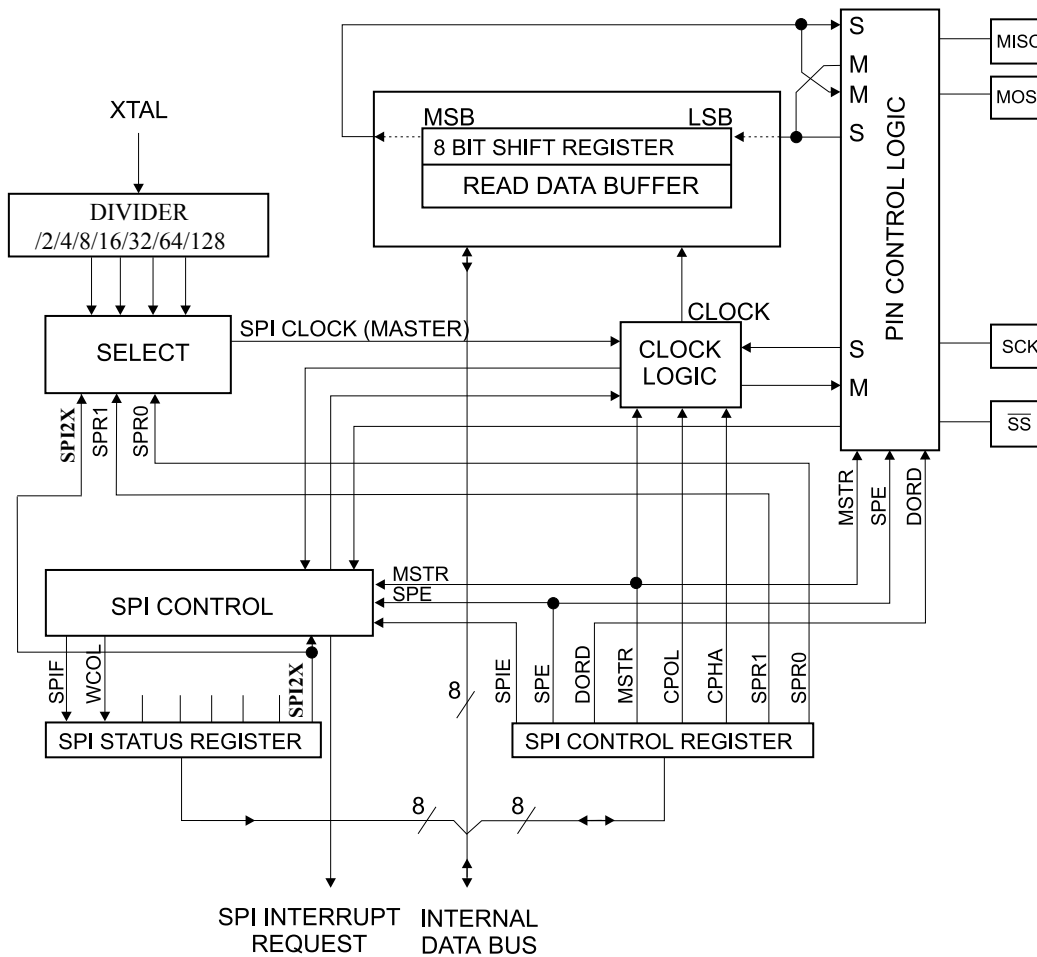 S
MISO
M
XTAL
M
MOSI
MSB
LSB
S
8 BIT SHIFT REGISTER
READ DATA BUFFER
PIN CONTROL LOGIC
DIVIDER
/2/4/8/16/32/64/128
SPI CLOCK (MASTER)
CLOCK
SELECT
CLOCK
LOGIC
S
SCK
M
SPI2X
SPR1
SPR0
SS
MSTR
SPE
DORD
MSTR
SPE
SPI CONTROL
SPIF
WCOL
SPI2X
SPIE
SPE
DORD
MSTR
CPOL
CPHA
SPR1
SPR0
8
SPI STATUS REGISTER
SPI CONTROL REGISTER
8
8
SPI INTERRUPT
REQUEST
INTERNAL
DATA BUS